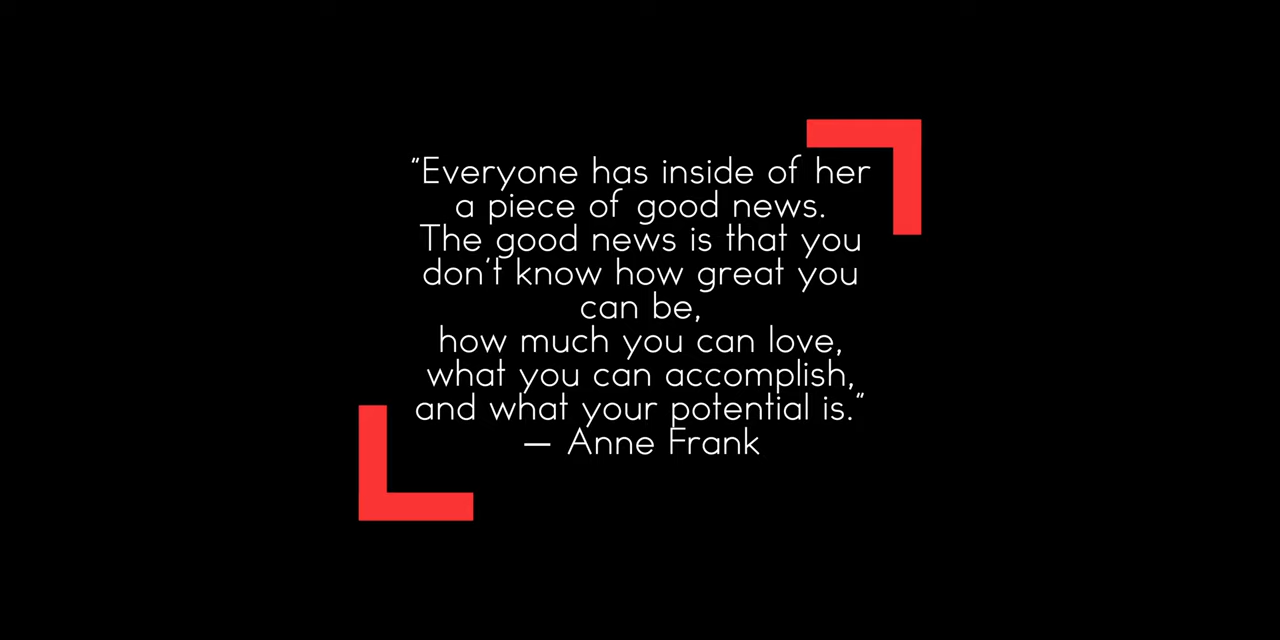 "Everyone has inside of her
a piece of good news.
The good news is that you
don't know how great you
can be,
how much you can love,
what you can accomplish,
and what your potential is."
— Anne Frank